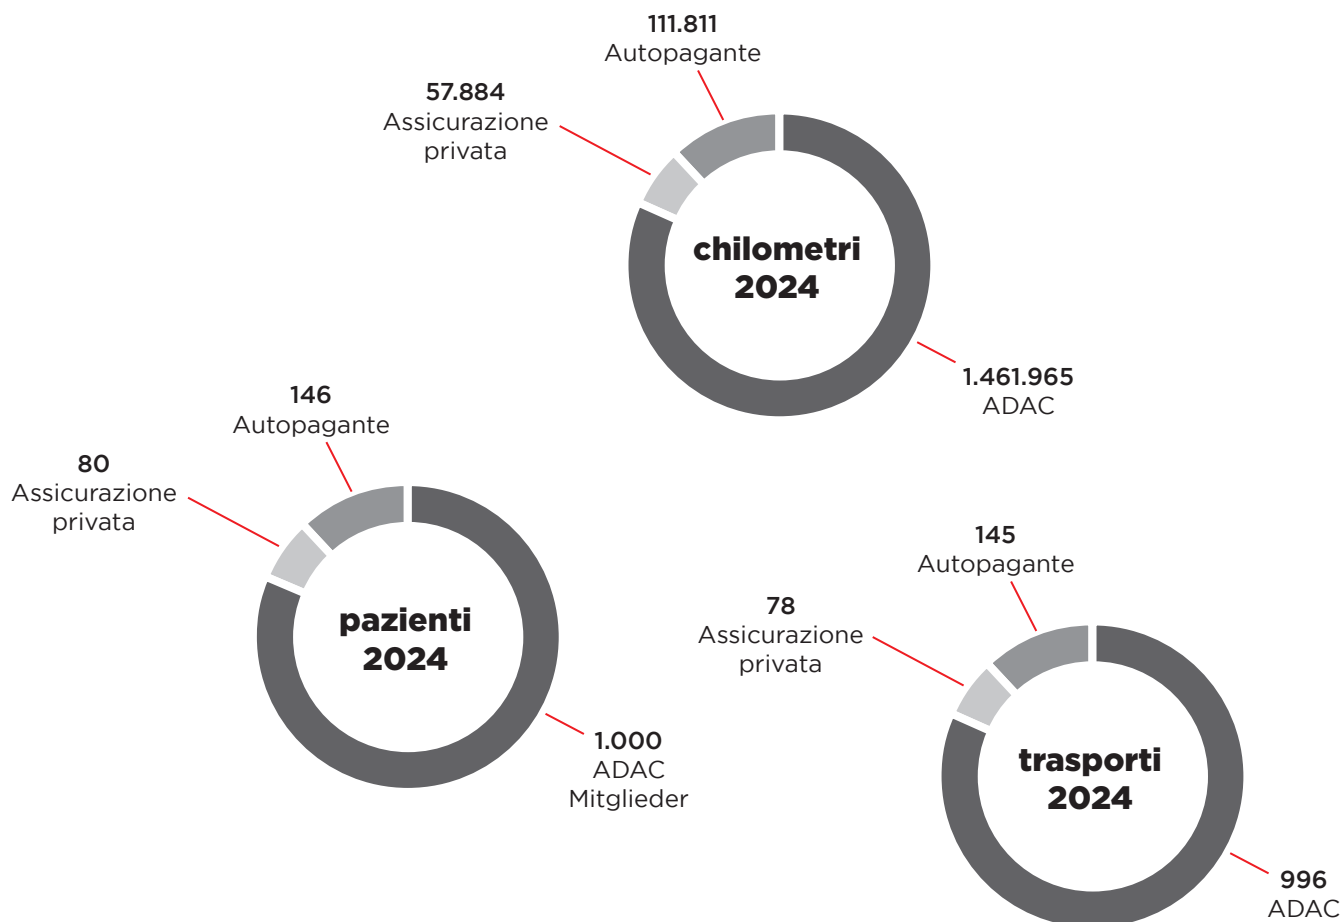 111.811
Autopagante
57.884
Assicurazione
privata
chilometri
2024
1.461.965
ADAC
146
Autopagante
80
Assicurazione
privata
pazienti
2024
1.000
ADAC
Mitglieder
145
Autopagante
78
Assicurazione
privata
trasporti
2024
996
ADAC